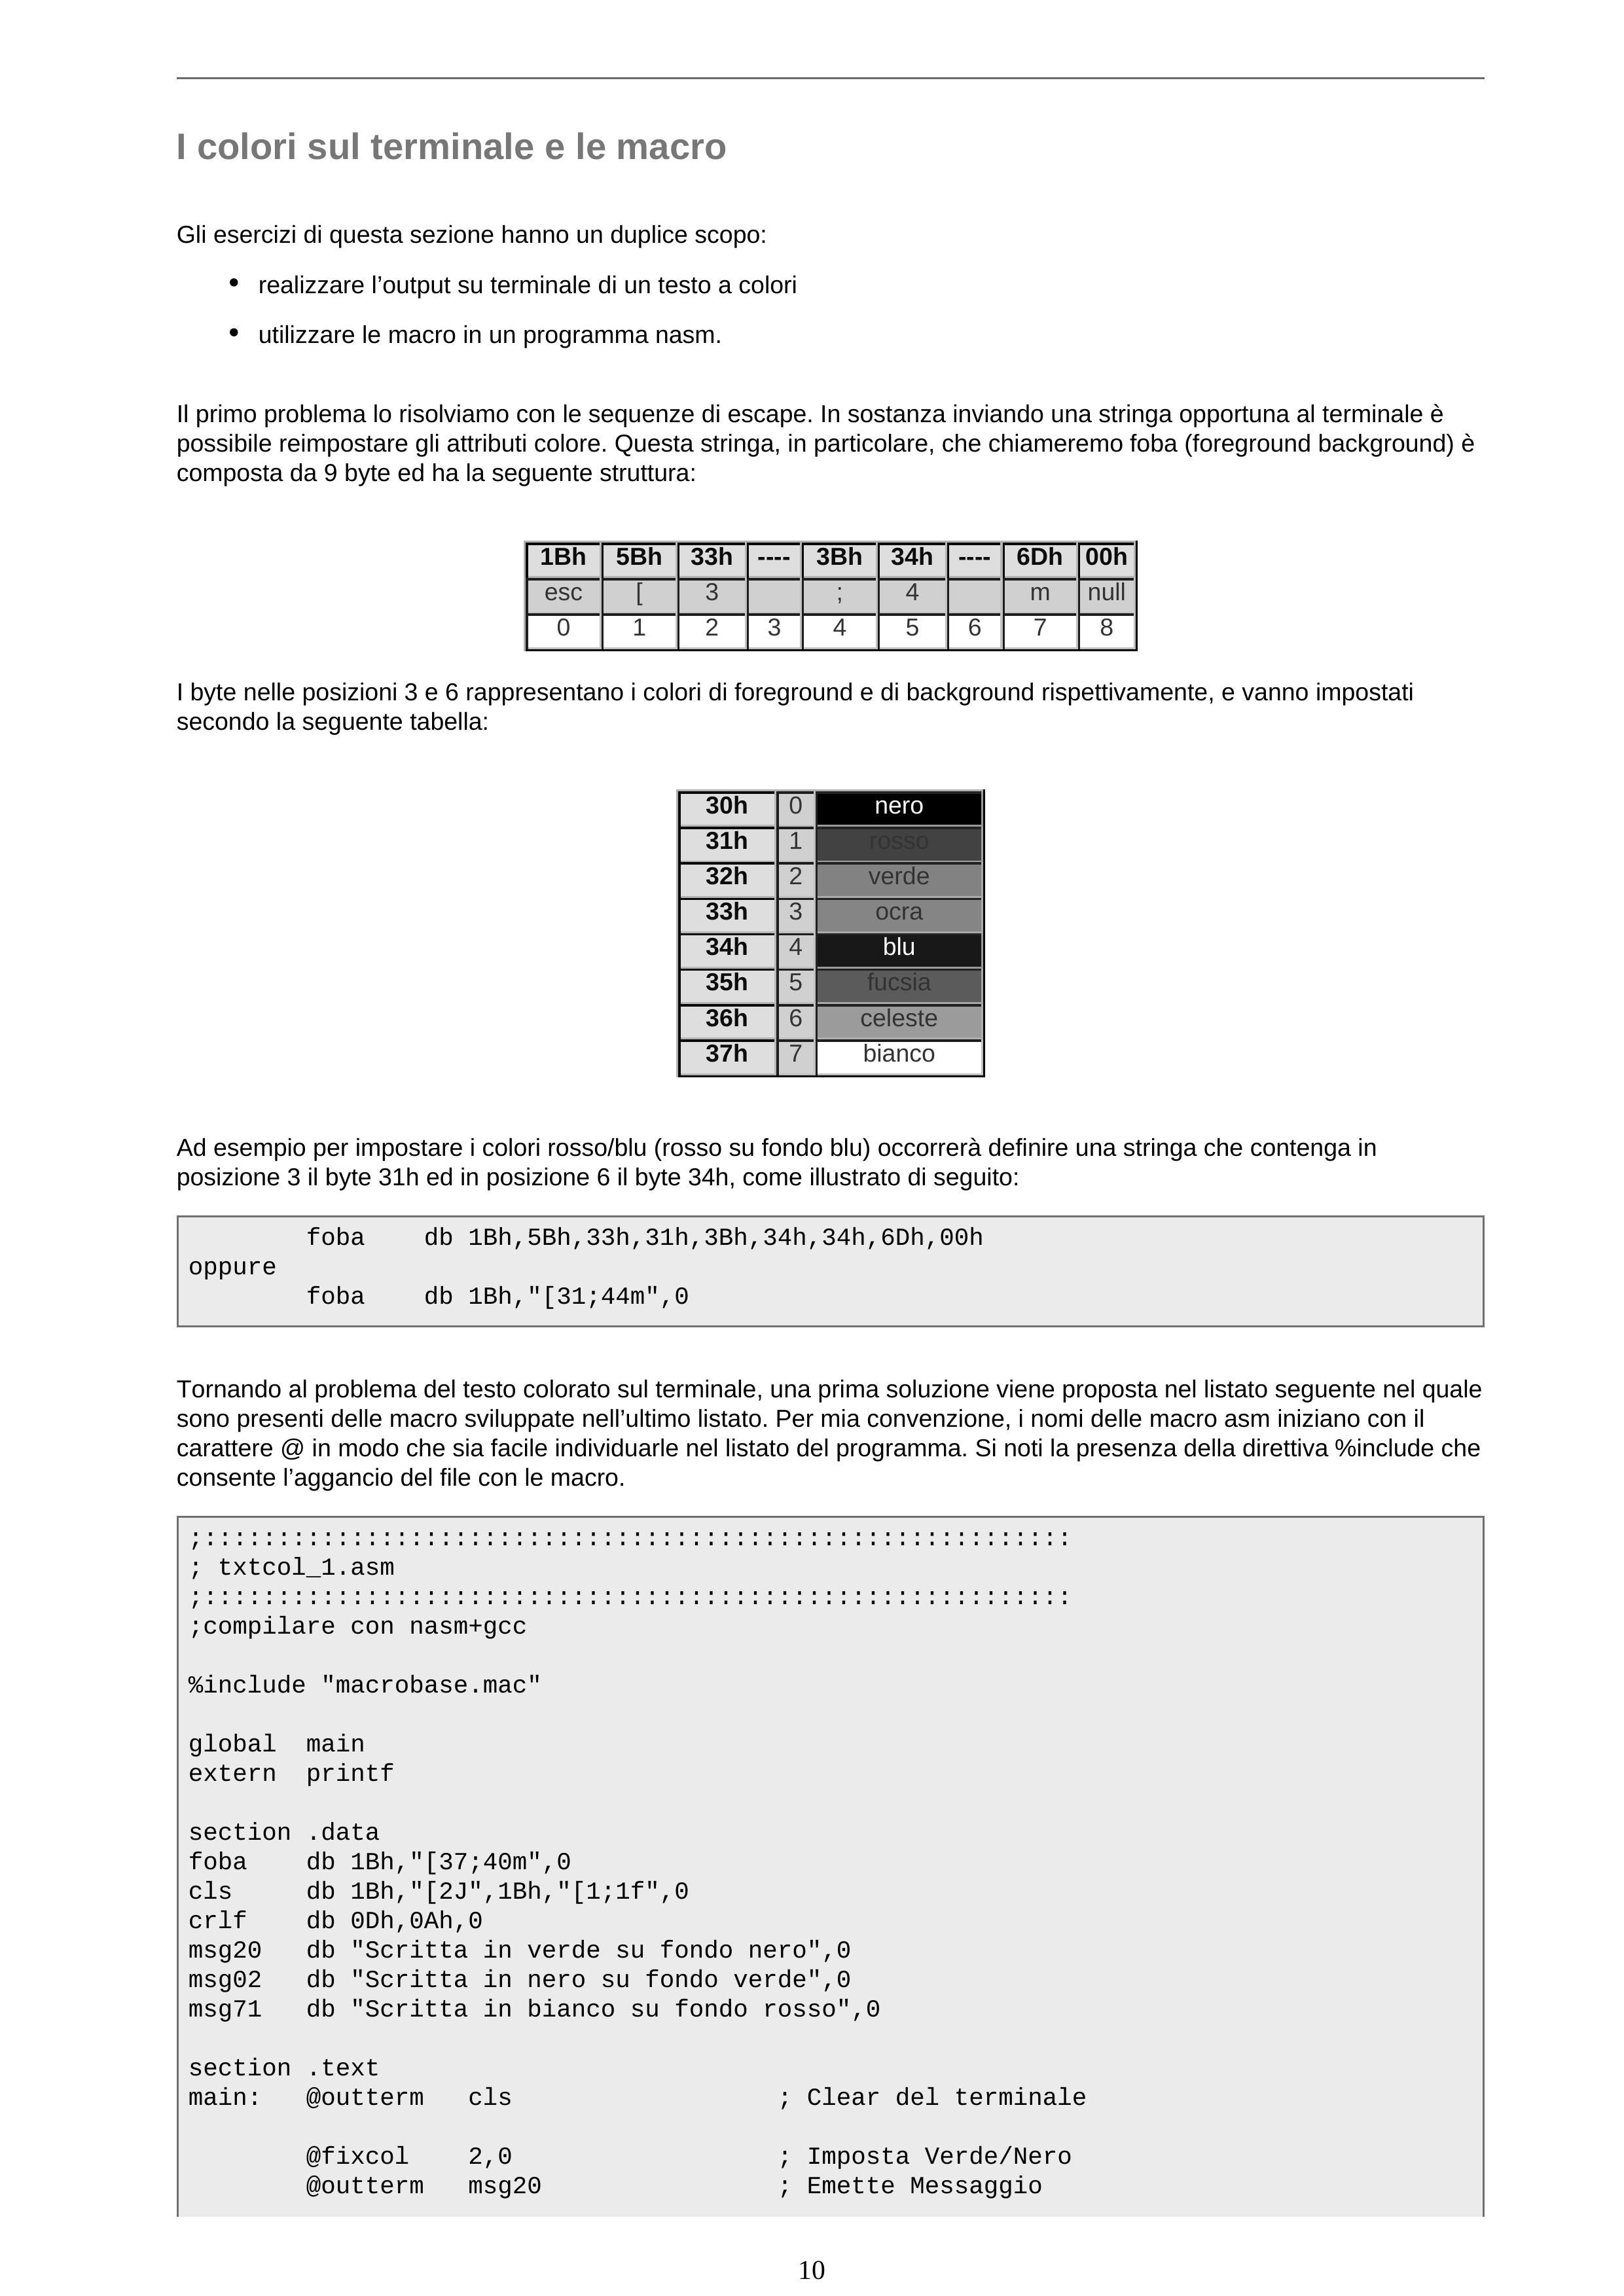 I colori sul terminale e le macro
Gli esercizi di questa sezione hanno un duplice scopo:
• realizzare l’output su terminale di un testo a colori
• utilizzare le macro in un programma nasm.
Il primo problema lo risolviamo con le sequenze di escape. In sostanza inviando una stringa opportuna al terminale è
possibile reimpostare gli attributi colore. Questa stringa, in particolare, che chiameremo foba (foreground background) è
composta da 9 byte ed ha la seguente struttura:
1Bh 5Bh 33h ---- 3Bh 34h ---- 6Dh 00h
esc [ 3 ; 4 m null
0 1 2 3 4 5 6 7 8
I byte nelle posizioni 3 e 6 rappresentano i colori di foreground e di background rispettivamente, e vanno impostati
secondo la seguente tabella:
30h 0 nero
31h 1 rosso
32h 2 verde
33h 3 ocra
34h 4 blu
35h 5 fucsia
36h 6 celeste
37h 7 bianco
Ad esempio per impostare i colori rosso/blu (rosso su fondo blu) occorrerà definire una stringa che contenga in
posizione 3 il byte 31h ed in posizione 6 il byte 34h, come illustrato di seguito:
foba    db 1Bh,5Bh,33h,31h,3Bh,34h,34h,6Dh,00h
oppure
foba    db 1Bh,"[31;44m",0
Tornando al problema del testo colorato sul terminale, una prima soluzione viene proposta nel listato seguente nel quale
sono presenti delle macro sviluppate nell’ultimo listato. Per mia convenzione, i nomi delle macro asm iniziano con il
carattere @ in modo che sia facile individuarle nel listato del programma. Si noti la presenza della direttiva %include che
consente l’aggancio del file con le macro.
;:::::::::::::::::::::::::::::::::::::::::::::::::::::::::::
; txtcol_1.asm
;:::::::::::::::::::::::::::::::::::::::::::::::::::::::::::
;compilare con nasm+gcc
%include "macrobase.mac"
global  main
extern  printf
section .data
foba    db 1Bh,"[37;40m",0
cls     db 1Bh,"[2J",1Bh,"[1;1f",0
crlf    db 0Dh,0Ah,0
msg20   db "Scritta in verde su fondo nero",0
msg02   db "Scritta in nero su fondo verde",0
msg71   db "Scritta in bianco su fondo rosso",0
section .text
main:   @outterm   cls                  ; Clear del terminale
@fixcol    2,0                  ; Imposta Verde/Nero
@outterm   msg20                ; Emette Messaggio
10